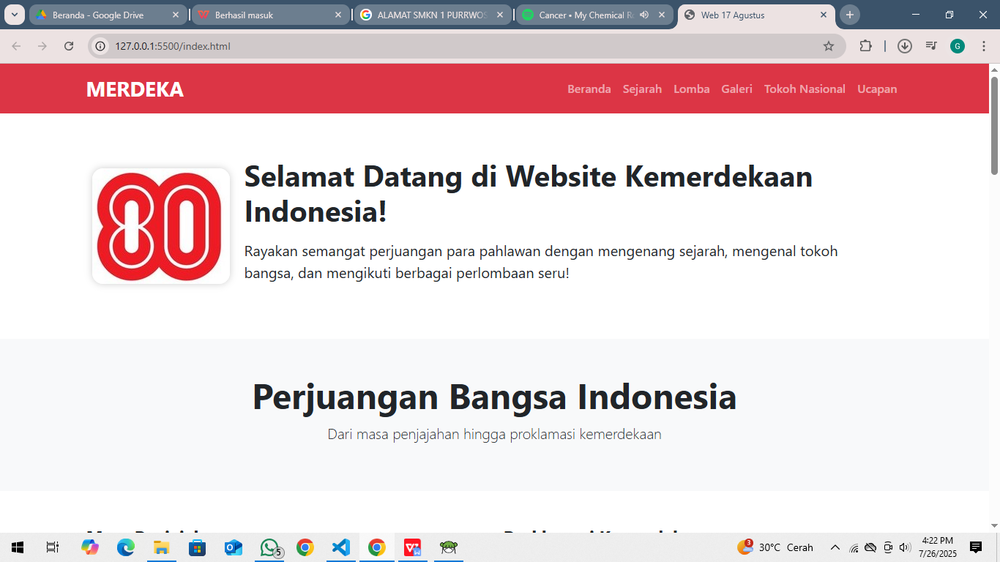 Beranda - Google Drive
Berhasil masuk
ALAMAT SMKN 1 PURRWOS
Cancer • My Chemical R
Web 17 Agustus
127.0.0.1:5500/index.html
G
MERDEKA
Beranda
Sejarah
Lomba
Galeri
Tokoh Nasional
Ucapan
80
Selamat Datang di Website Kemerdekaan
Indonesia!
Rayakan semangat perjuangan para pahlawan dengan mengenang sejarah, mengenal tokoh
bangsa, dan mengikuti berbagai perlombaan seru!
Perjuangan Bangsa Indonesia
Dari masa penjajahan hingga proklamasi kemerdekaan
5
3
30°C Cerah
4:22 PM
7/26/2025